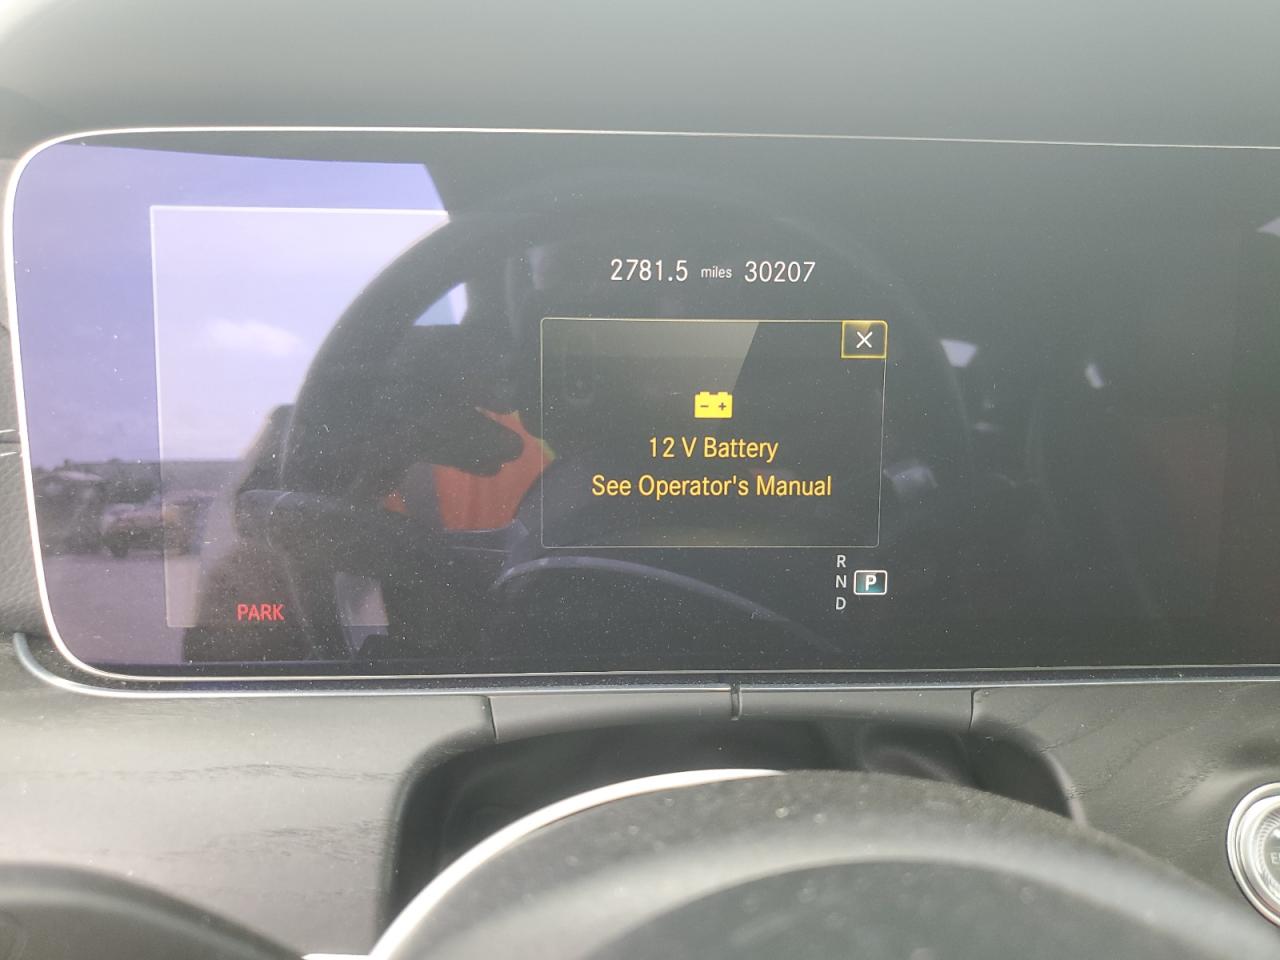 2781.5 miles 30207
12 V Battery
See Operator's Manual
R
N P
D
PARK